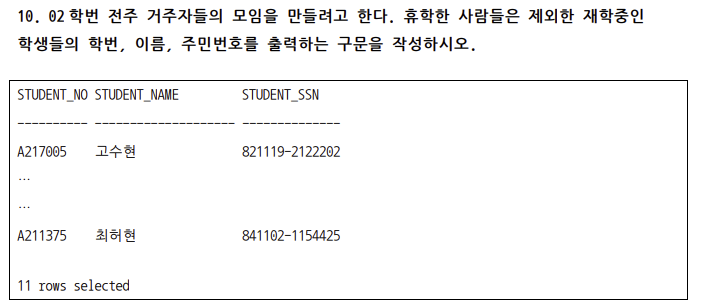 10. 02 학번 전주 거주자들의 모임을 만들려고 한다. 휴학한 사람들은 제외한 재학중인
학생들의 학번, 이름, 주민번호를 출력하는 구문을 작성하시오.
STUDENT_NO STUDENT_NAME         STUDENT_SSN
---------- -------------------- --------------
A217005    고수현               821119-2122202
…
…
A211375    최허현               841102-1154425
11 rows selected